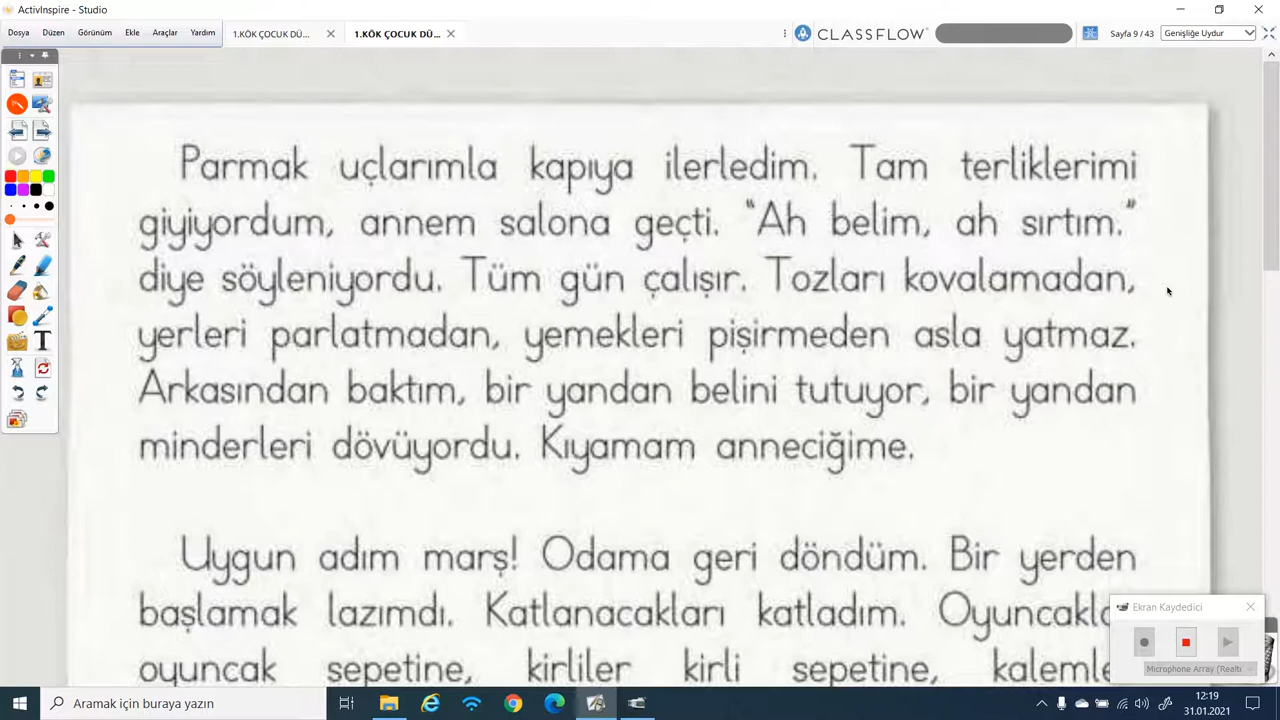 ActivInspire - Studio
Dosya Düzen Görünüm Ekle Araçlar Yardım
1.KÖK ÇOCUK DÜ...
1.KÖK ÇOCUK DÜ...
CLASSFLOW
Sayfa 9 / 43
Genişliğe Uydur
Parmak uçlarımla kapıya ilerledim. Tam terliklerimi
giyiyordum, annem salona geçti. "Ah belim, ah sırtım."
diye söyleniyordu. Tüm gün çalışır. Tozları kovalamadan,
yerleri parlatmadan, yemekleri pişirmeden asla yatmaz.
Arkasından baktım, bir yandan belini tutuyor, bir yandan
minderleri dövüyordu. Kıyamam anneciğime.
Uygun adım marş! Odama geri döndüm. Bir yerden
başlamak lazımdı. Katlanacakları katladım.
oyuncak sepetine, kirliler kirli sepetine,
Ekran Kaydedici
Microphone Array (Realt
Aramak için buraya yazın
12:19
31.01.2021